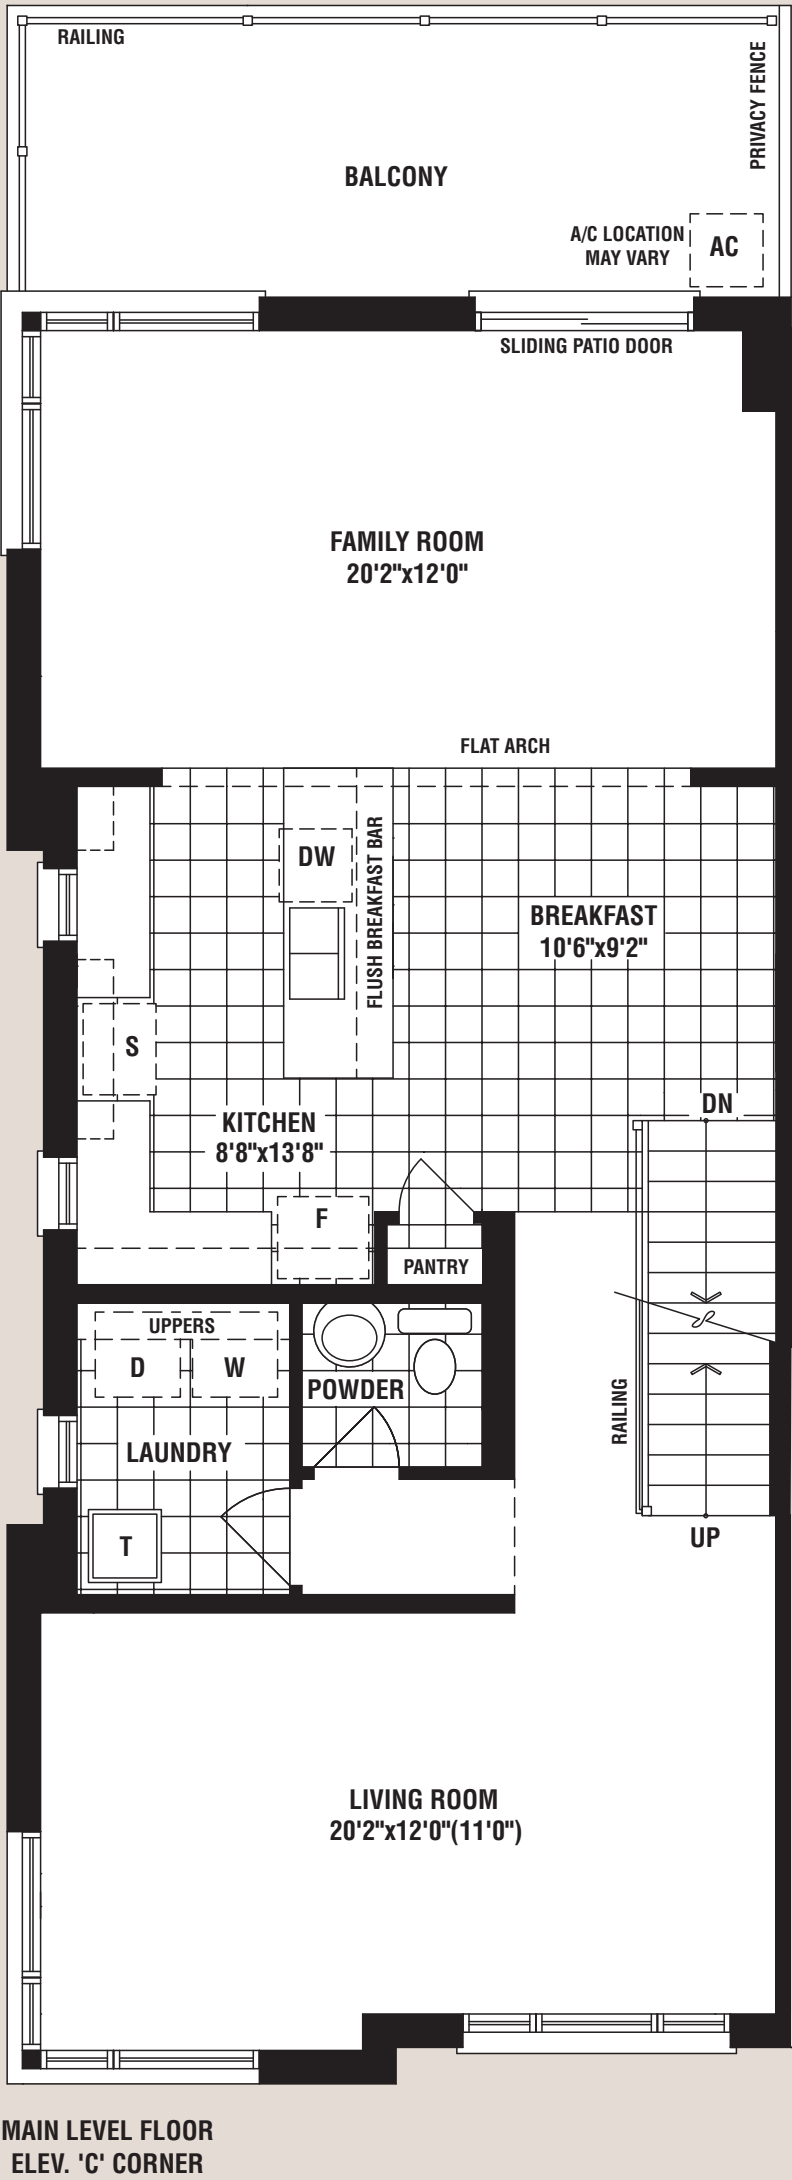 RAILING
PRIVACY FENCE
BALCONY
A/C LOCATION
MAY VARY
AC
SLIDING PATIO DOOR
FAMILY ROOM
20'2"x12'0"
FLAT ARCH
DW
FLUSH BREAKFAST BAR
BREAKFAST
10'6"x9'2"
S
KITCHEN
8'8"x13'8"
DN
F
PANTRY
UPPERS
D
W
POWDER
RAILING
LAUNDRY
T
UP
LIVING ROOM
20'2"x12'0"(11'0")
MAIN LEVEL FLOOR
ELEV. 'C' CORNER